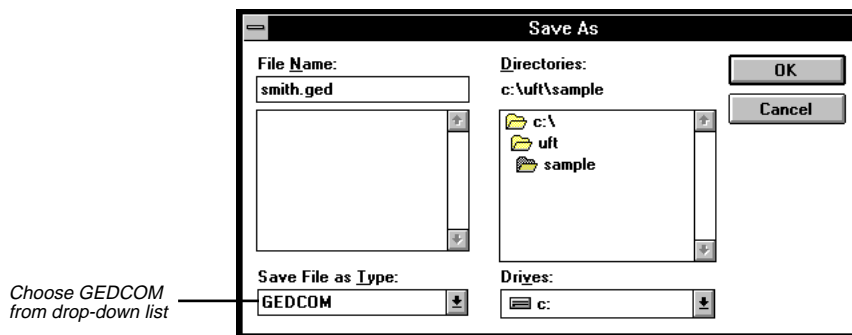 Save As
File Name:
smith.ged
Directories:
c:\uft\sample
c:\
uft
sample
OK
Cancel
Save File as Type:
GEDCOM
Drives:
c:
Choose GEDCOM
from drop-down list